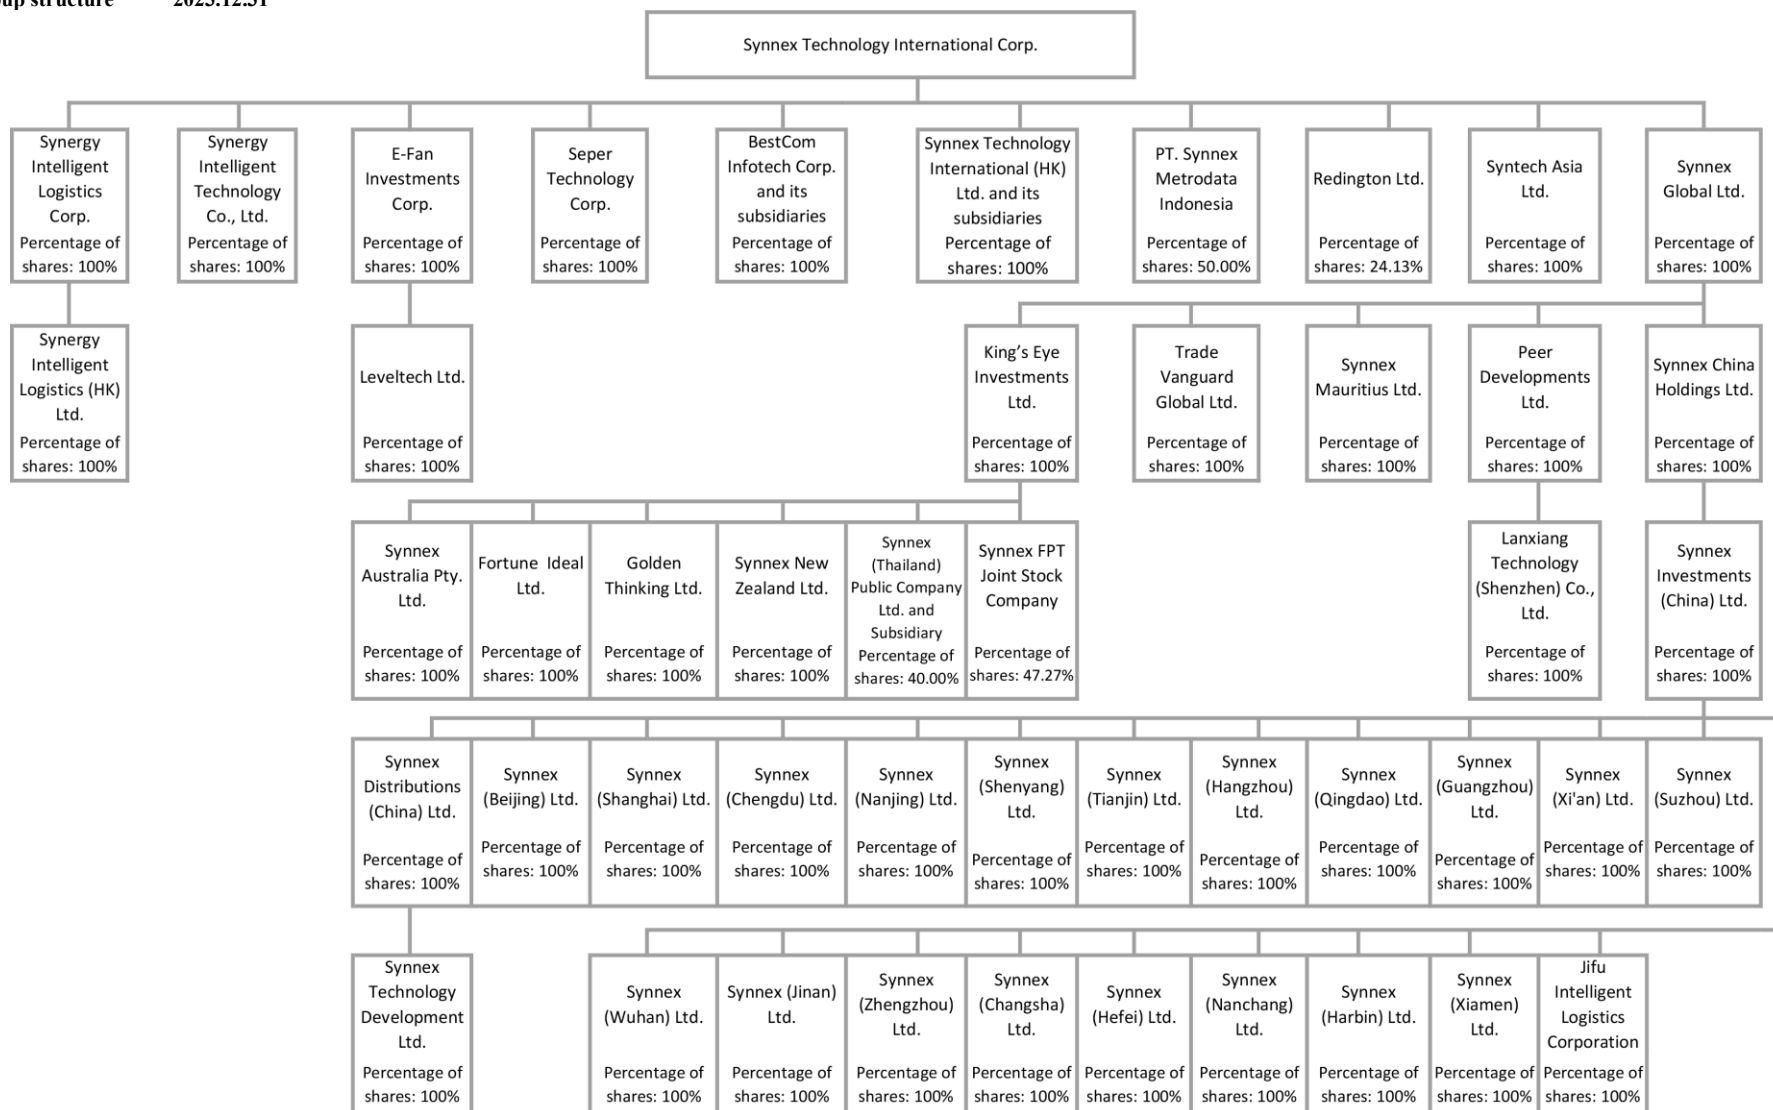 up structure 2023.12.31
Synnex Technology International Corp.
Synergy
Intelligent
Logistics
Corp.
Percentage of
shares: 100%
Synergy
Intelligent
Technology
Co., Ltd.
Percentage of
shares: 100%
E-Fan
Investments
Corp.
Percentage of
shares: 100%
Seper
Technology
Corp.
Percentage of
shares: 100%
BestCom
Infotech Corp.
and its
subsidiaries
Percentage of
shares: 100%
Synnex Technology
International (HK)
Ltd. and its
subsidiaries
Percentage of
shares: 100%
PT. Synnex
Metrodata
Indonesia
Percentage of
shares: 50.00%
Redington Ltd.
Percentage of
shares: 24.13%
Syntech Asia
Ltd.
Percentage of
shares: 100%
Synnex
Global Ltd.
Percentage of
shares: 100%
Synergy
Intelligent
Logistics (HK)
Ltd.
Percentage of
shares: 100%
Leveltech Ltd.
Percentage of
shares: 100%
King’s Eye
Investments
Ltd.
Percentage of
shares: 100%
Trade
Vanguard
Global Ltd.
Percentage of
shares: 100%
Synnex
Mauritius Ltd.
Percentage of
shares: 100%
Peer
Developments
Ltd.
Percentage of
shares: 100%
Synnex China
Holdings Ltd.
Percentage of
shares: 100%
Synnex
Australia Pty.
Ltd.
Percentage of
shares: 100%
Fortune Ideal
Ltd.
Percentage of
shares: 100%
Golden
Thinking Ltd.
Percentage of
shares: 100%
Synnex New
Zealand Ltd.
Percentage of
shares: 100%
Synnex
(Thailand)
Public Company
Ltd. and
Subsidiary
Percentage of
shares: 40.00%
Synnex FPT
Joint Stock
Company
Percentage of
shares: 47.27%
Lanxiang
Technology
(Shenzhen) Co.,
Ltd.
Percentage of
shares: 100%
Synnex
Investments
(China) Ltd.
Percentage of
shares: 100%
Synnex
Distributions
(China) Ltd.
Percentage of
shares: 100%
Synnex
(Beijing) Ltd.
Percentage of
shares: 100%
Synnex
(Shanghai) Ltd.
Percentage of
shares: 100%
Synnex
(Chengdu) Ltd.
Percentage of
shares: 100%
Synnex
(Nanjing) Ltd.
Percentage of
shares: 100%
Synnex
(Shenyang)
Ltd.
Percentage of
shares: 100%
Synnex
(Tianjin) Ltd.
Percentage of
shares: 100%
Synnex
(Hangzhou)
Ltd.
Percentage of
shares: 100%
Synnex
(Qingdao) Ltd.
Percentage of
shares: 100%
Synnex
(Guangzhou)
Ltd.
Percentage of
shares: 100%
Synnex
(Xi'an) Ltd.
Percentage of
shares: 100%
Synnex
(Suzhou) Ltd.
Percentage of
shares: 100%
Synnex
Technology
Development
Ltd.
Percentage of
shares: 100%
Synnex
(Wuhan) Ltd.
Percentage of
shares: 100%
Synnex (Jinan)
Ltd.
Percentage of
shares: 100%
Synnex
(Zhengzhou)
Ltd.
Percentage of
shares: 100%
Synnex
(Changsha)
Ltd.
Percentage of
shares: 100%
Synnex
(Hefei) Ltd.
Percentage of
shares: 100%
Synnex
(Nanchang)
Ltd.
Percentage of
shares: 100%
Synnex
(Harbin) Ltd.
Percentage of
shares: 100%
Synnex
(Xiamen)
Ltd.
Percentage of
shares: 100%
Jifu
Intelligent
Logistics
Corporation
Percentage of
shares: 100%